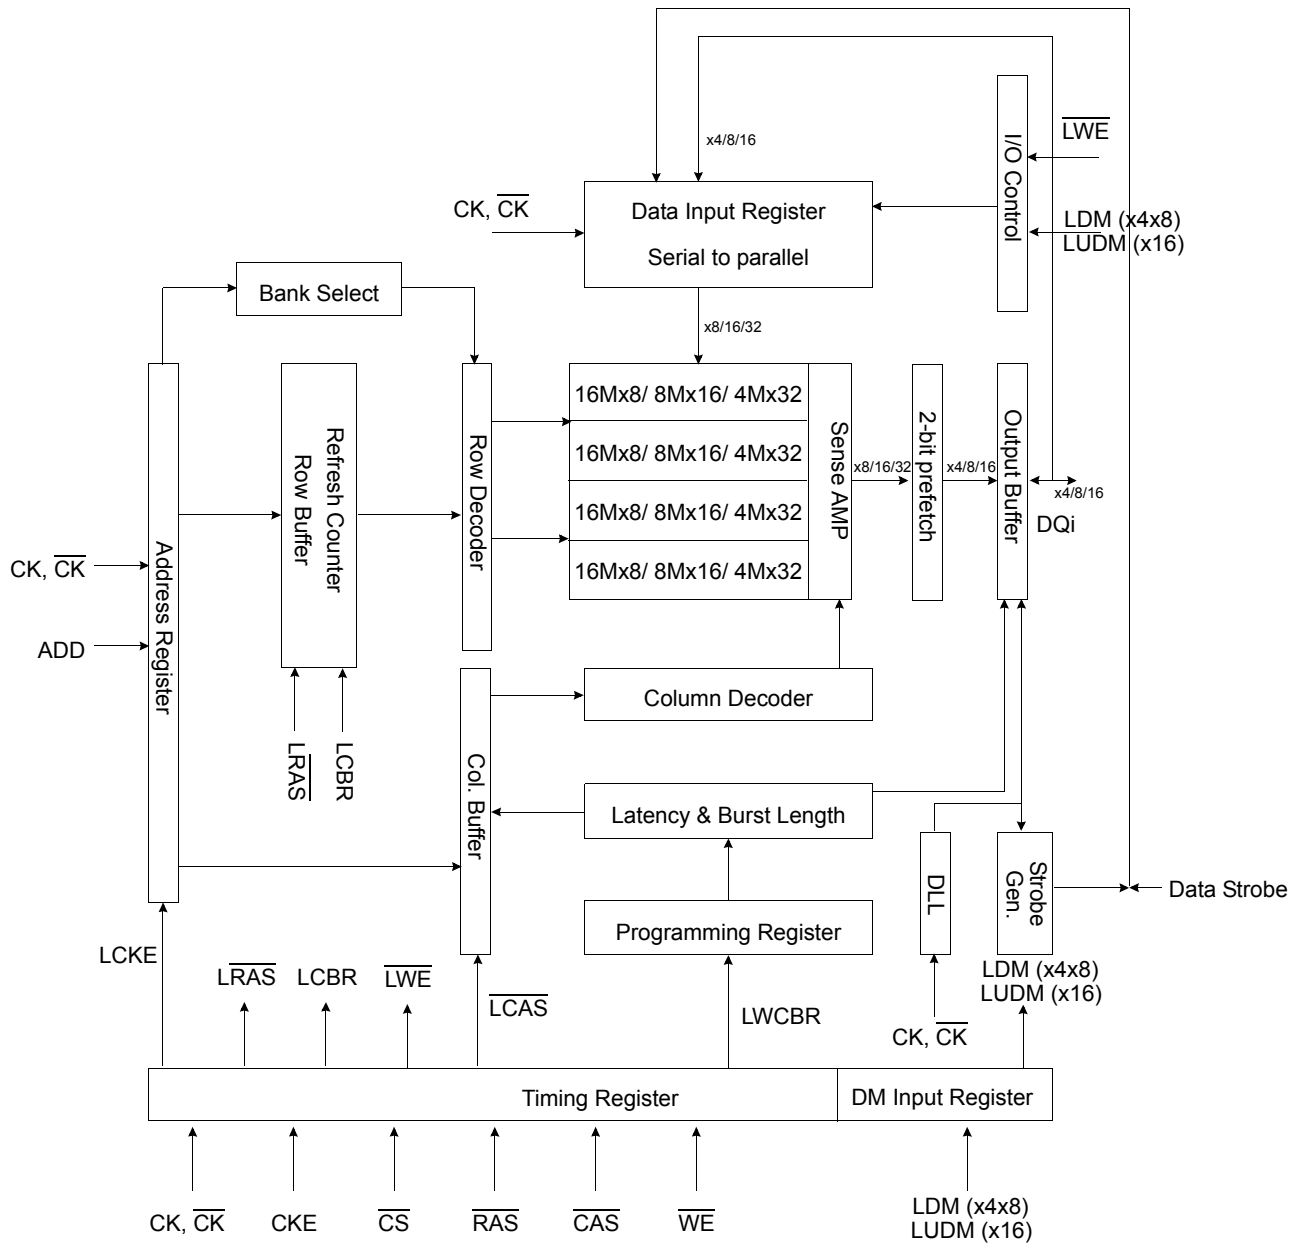 x4/8/16
LWE
I/O Control
CK, CK
Data Input Register
Serial to parallel
LDM (x4x8)
LUDM (x16)
Bank Select
x8/16/32
Address Register
Refresh Counter
Row Buffer
Row Decoder
16Mx8/ 8Mx16/ 4Mx32
16Mx8/ 8Mx16/ 4Mx32
16Mx8/ 8Mx16/ 4Mx32
16Mx8/ 8Mx16/ 4Mx32
Sense AMP
x8/16/32
2-bit prefetch
x4/8/16
Output Buffer
x4/8/16
DQi
CK, CK
ADD
LRAS
LCBR
Col. Buffer
Column Decoder
Latency & Burst Length
Programming Register
DLL
Strobe
Gen.
Data Strobe
LCKE
LRAS
LCBR
LWE
LCAS
LWCBR
CK, CK
LDM (x4x8)
LUDM (x16)
Timing Register
DM Input Register
CK, CK
CKE
CS
RAS
CAS
WE
LDM (x4x8)
LUDM (x16)